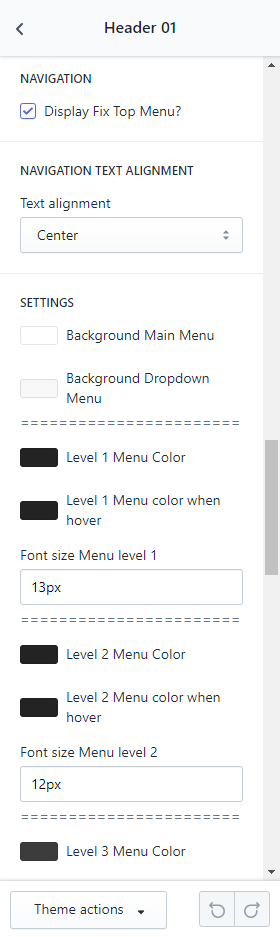 Header 01
NAVIGATION
Display Fix Top Menu?
NAVIGATION TEXT ALIGNMENT
Text alignment
Center
SETTINGS
Background Main Menu
Background Dropdown
Menu
======================
Level 1 Menu Color
Level 1 Menu color when
hover
Font size Menu level 1
13px
======================
Level 2 Menu Color
Level 2 Menu color when
hover
Font size Menu level 2
12px
======================
Level 3 Menu Color
Theme actions